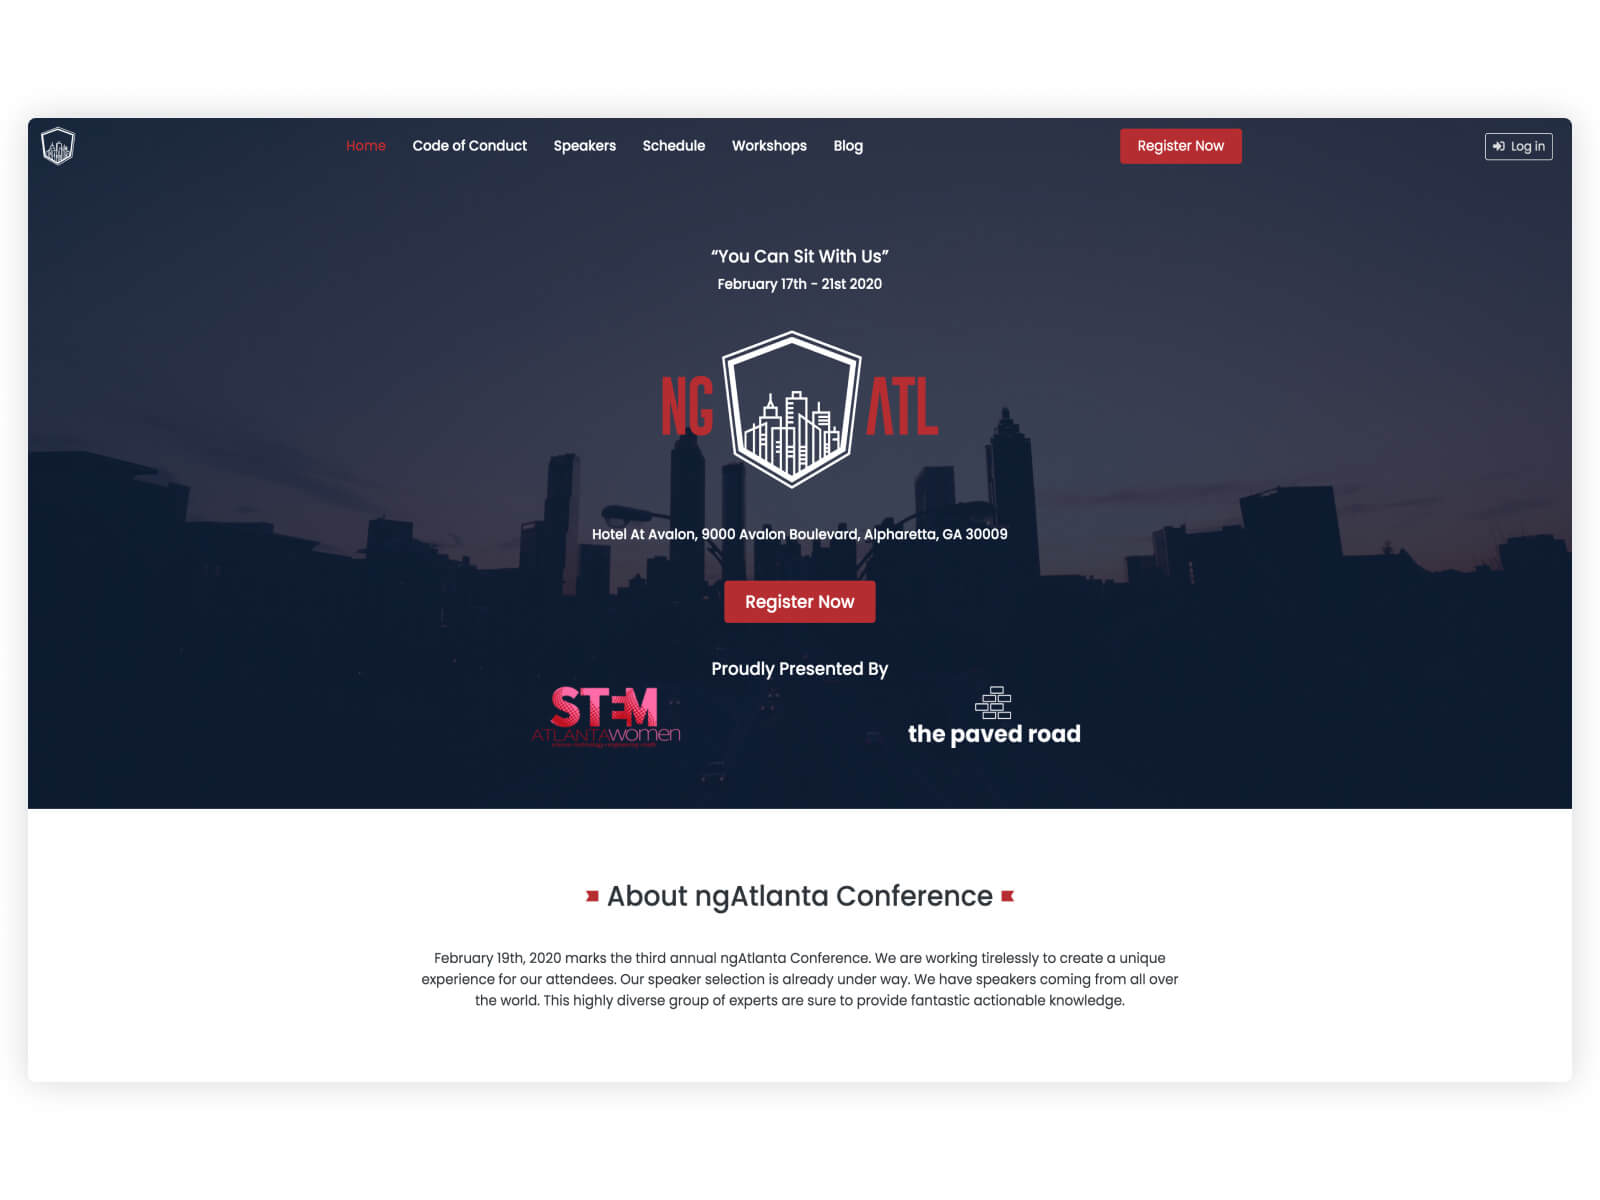 Home Code of Conduct Speakers Schedule Workshops Blog Register Now Log in
“You Can Sit With Us”
February 17th - 21st 2020
NG ATL
Hotel At Avalon, 9000 Avalon Boulevard, Alpharetta, GA 30009
Register Now
Proudly Presented By
STEM
ATLANTAwomen
the paved road
About ngAtlanta Conference
February 19th, 2020 marks the third annual ngAtlanta Conference. We are working tirelessly to create a unique
experience for our attendees. Our speaker selection is already under way. We have speakers coming from all over
the world. This highly diverse group of experts are sure to provide fantastic actionable knowledge.